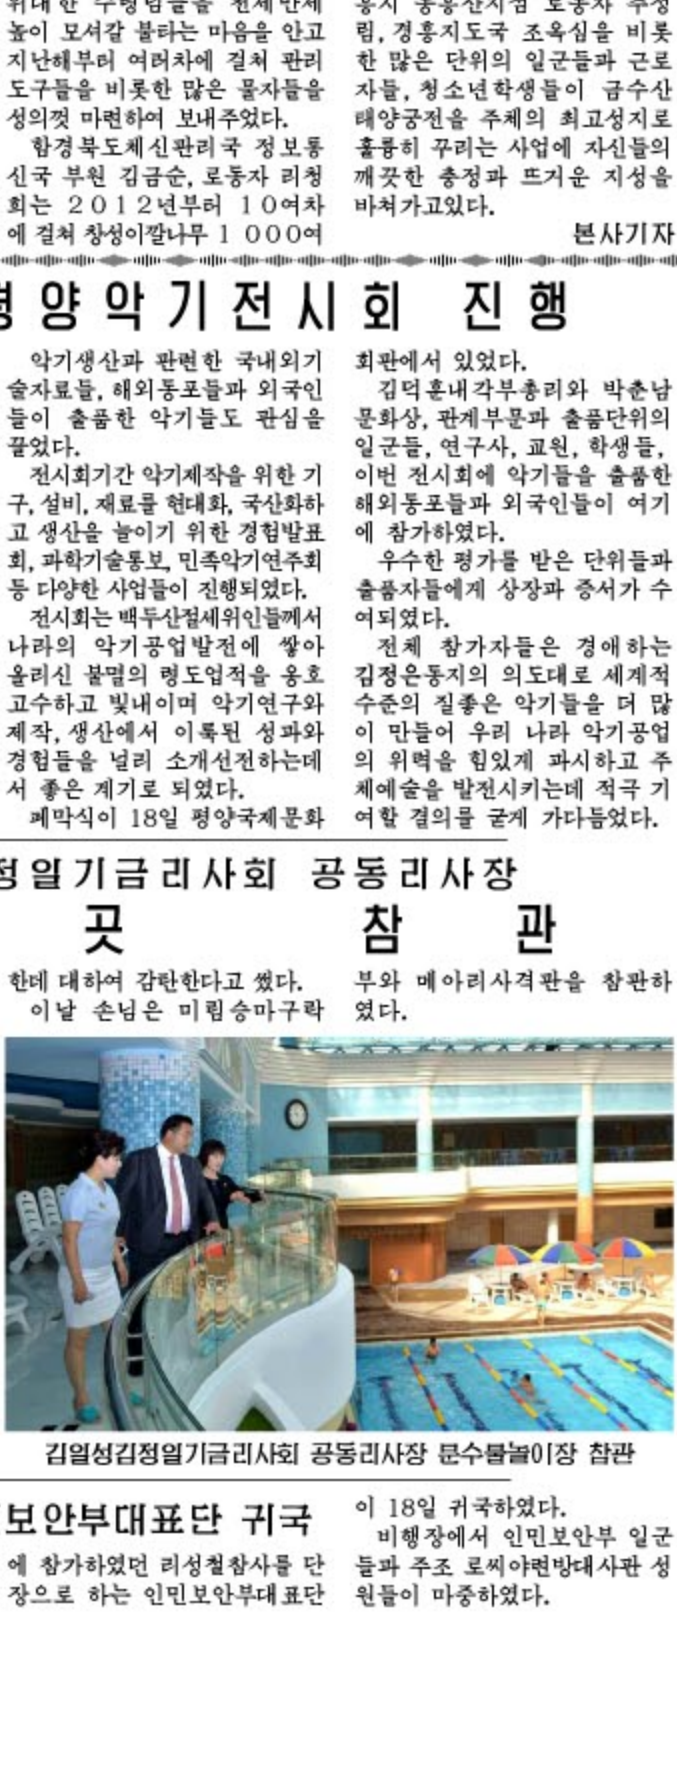 높이 모셔갈 불타는 마음을 안고
지난해부터 여러차에 걸쳐 관리
도구들을 비롯한 많은 물자들을
성의껏 마련하여 보내주었다.
함경북도체신관리국 정보통
신국 부원 김금순, 로동자 리청
희는 2012년부터 10여차
에 걸쳐 창성이깔나무 1 000여
림, 경흥지도국 조옥심을 비롯
한 많은 단위의 일군들과 근로
자들, 청소년학생들이 금수산
태양궁전을 주체의 최고성지로
훌륭히 꾸리는 사업에 자신들의
깨끗한 충정과 뜨거운 지성을
바쳐가고있다.
본사기자
평양악기전시회 진행
악기생산과 관련한 국내외기
술자료들, 해외동포들과 외국인
들이 출품한 악기들도 관심을
끌었다.
전시회기간 악기제작을 위한 기
구, 설비, 재료를 현대화, 국산화하
고 생산을 늘이기 위한 경험발표
회, 과학기술통보, 민족악기연주회
등 다양한 사업들이 진행되였다.
전시회는 백두산절세위인들께서
나라의 악기공업발전에 쌓아
올리신 불멸의 령도업적을 옹호
고수하고 빛내이며 악기연구와
제작, 생산에서 이룩된 성과와
경험들을 널리 소개선전하는데
서 좋은 계기로 되였다.
페막식이 18일 평양국제문화
회관에서 있었다.
김덕훈내각부총리와 박춘남
문화상, 관계부문과 출품단위의
일군들, 연구사, 교원, 학생들,
이번 전시회에 악기들을 출품한
해외동포들과 외국인들이 여기
에 참가하였다.
우수한 평가를 받은 단위들과
출품자들에게 상장과 증서가 수
여되였다.
전체 참가자들은 경애하는
김정은동지의 의도대로 세계적
수준의 질좋은 악기들을 더 많
이 만들어 우리 나라 악기공업
의 위력을 힘있게 과시하고 주
체예술을 발전시키는데 적극 기
여할 결의를 굳게 가다듬었다.
정일기금리사회 공동리사장
곳 참 관
한데 대하여 감탄한다고 썼다.
이날 손님은 미림승마구락
부와 메아리사격관을 참관하
였다.
김일성김정일기금리사회 공동리사장 문수물놀이장 참관
보안부대표단 귀국
에 참가하였던 리성철참사를 단
장으로 하는 인민보안부대표단
이 18일 귀국하였다.
비행장에서 인민보안부 일군
들과 주조 로씨야련방대사관 성
원들이 마중하였다.